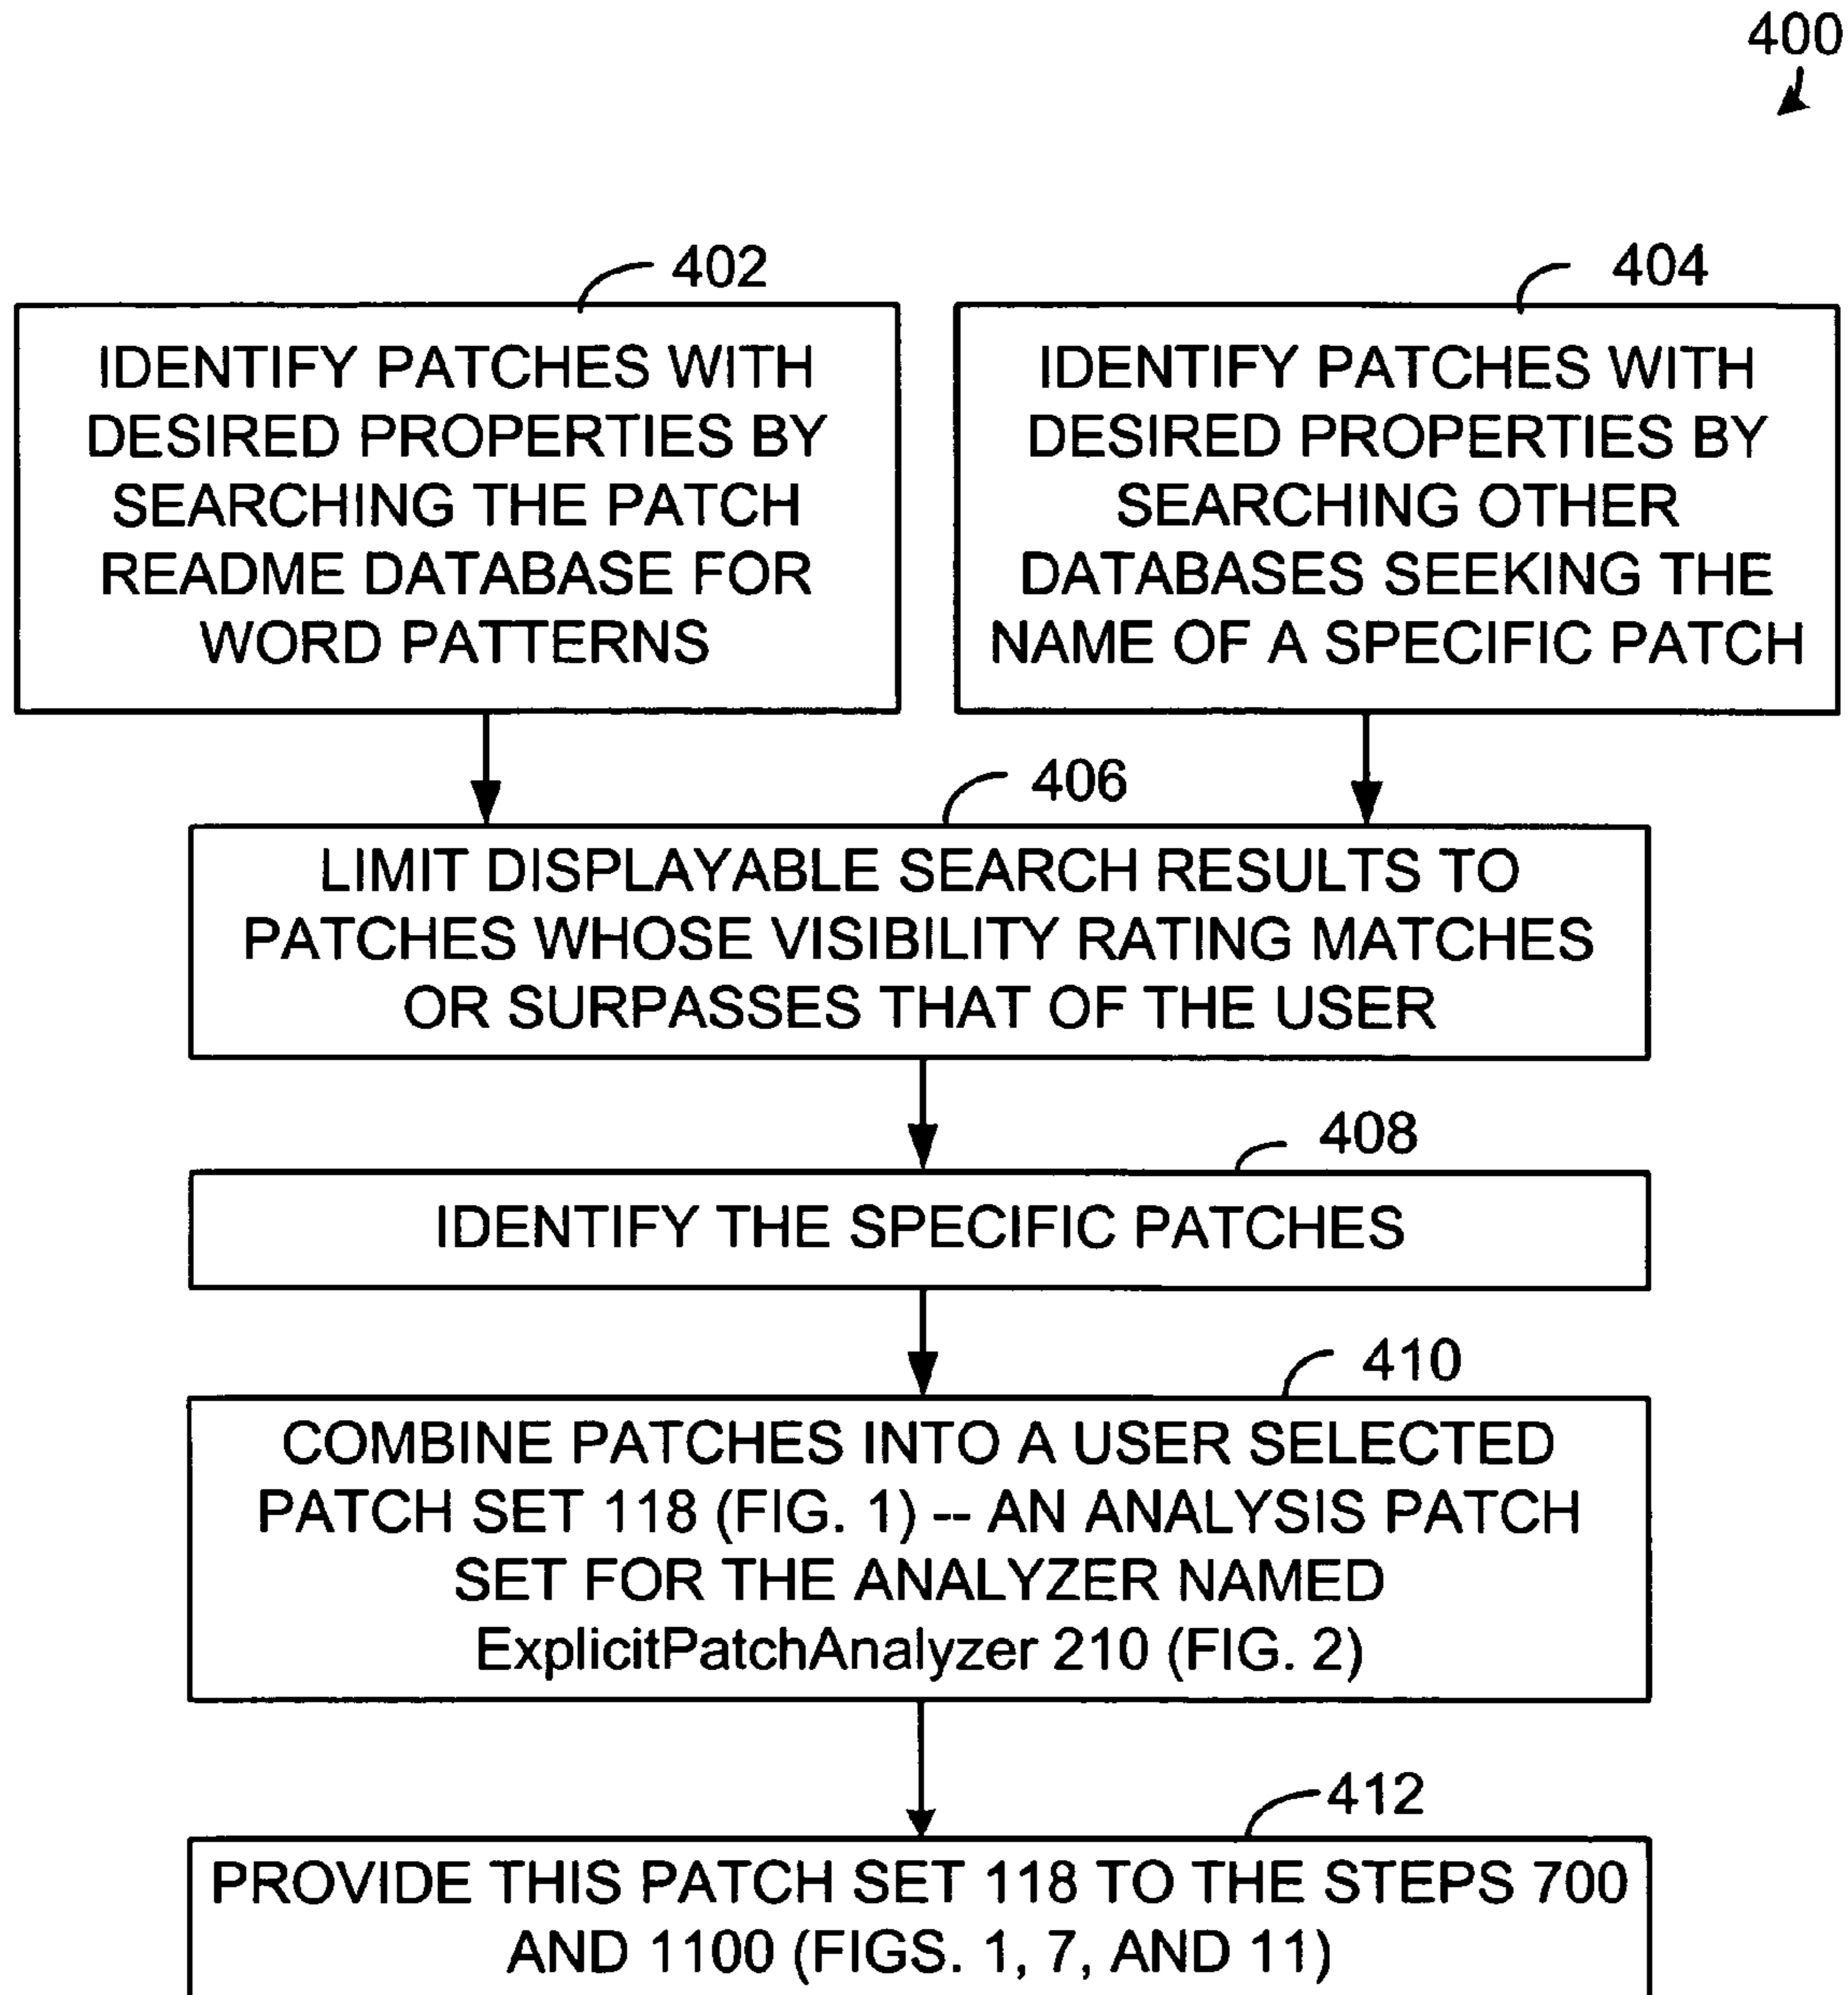 400
402
IDENTIFY PATCHES WITH
DESIRED PROPERTIES BY
SEARCHING THE PATCH
README DATABASE FOR
WORD PATTERNS
404
IDENTIFY PATCHES WITH
DESIRED PROPERTIES BY
SEARCHING OTHER
DATABASES SEEKING THE
NAME OF A SPECIFIC PATCH
406
LIMIT DISPLAYABLE SEARCH RESULTS TO
PATCHES WHOSE VISIBILITY RATING MATCHES
OR SURPASSES THAT OF THE USER
408
IDENTIFY THE SPECIFIC PATCHES
410
COMBINE PATCHES INTO A USER SELECTED
PATCH SET 118 (FIG. 1) -- AN ANALYSIS PATCH
SET FOR THE ANALYZER NAMED
ExplicitPatchAnalyzer 210 (FIG. 2)
412
PROVIDE THIS PATCH SET 118 TO THE STEPS 700
AND 1100 (FIGS. 1, 7, AND 11)